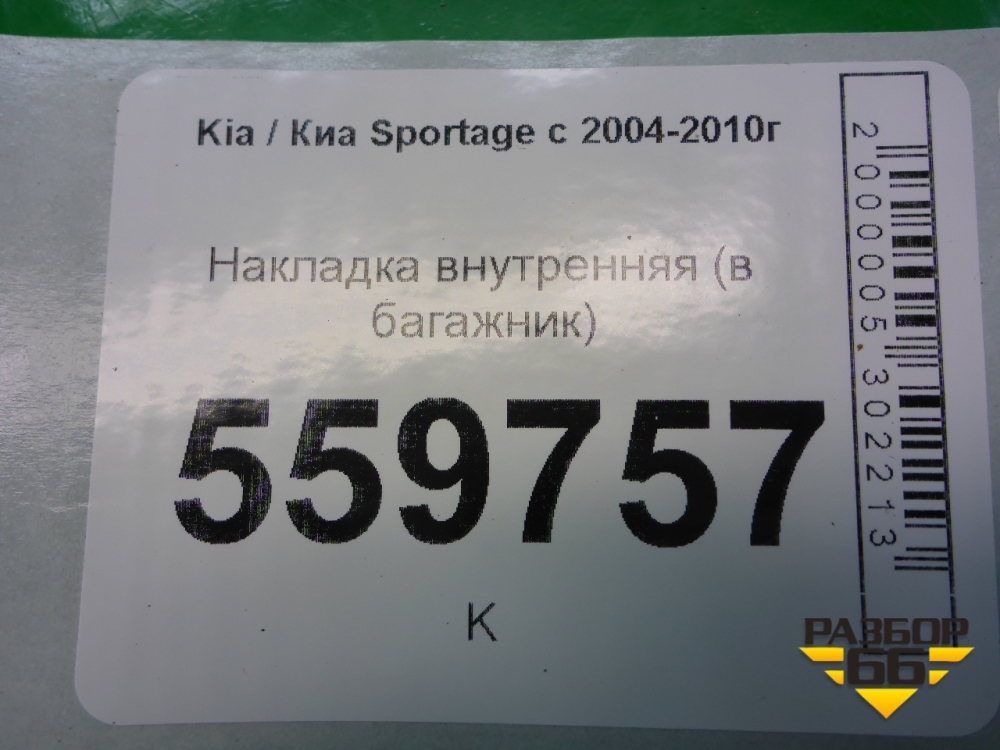 Kia / Киа Sportage с 2004-2010г
Накладка внутренняя (в
багажник)
559757
К
2000005302213
РАЗБОР
66